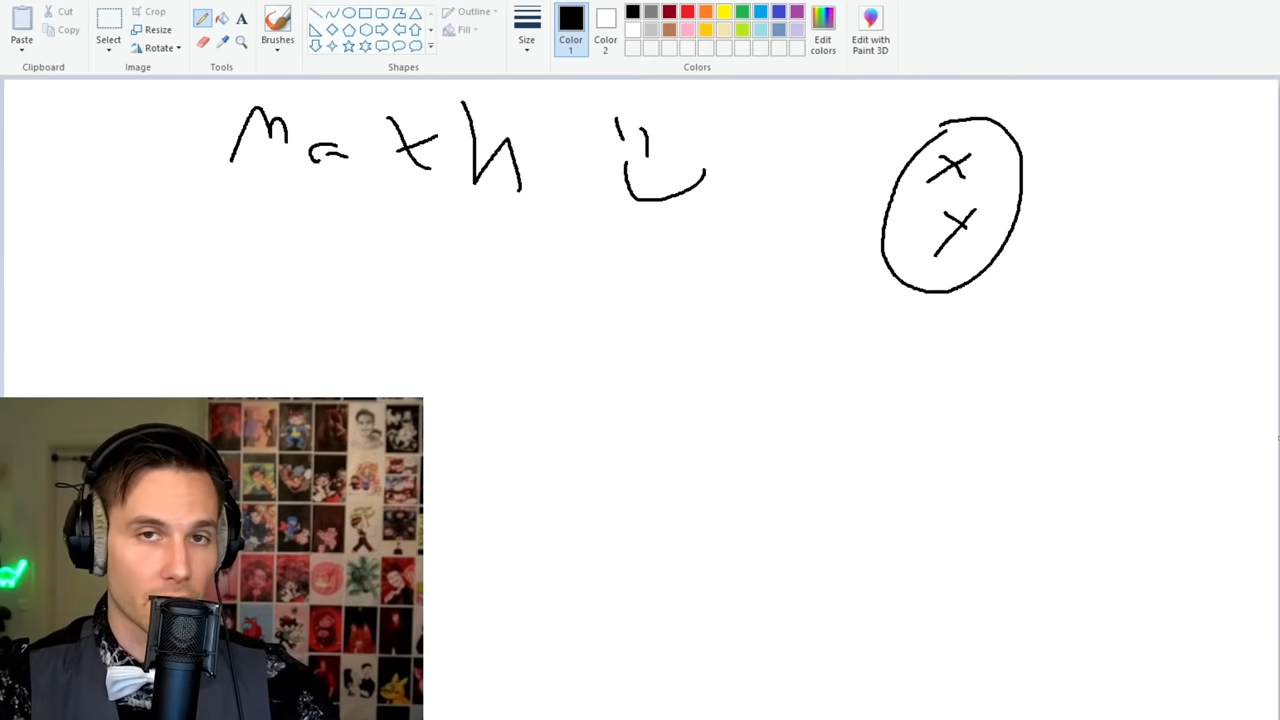 Paste
Cut
Copy
Clipboard
Select
Crop
Resize
Rotate
Image
A
Tools
Brushes
Shapes
Outline
Fill
Size
Color 1
Color 2
Edit colors
Edit with Paint 3D
Colors
Math :)
x
y